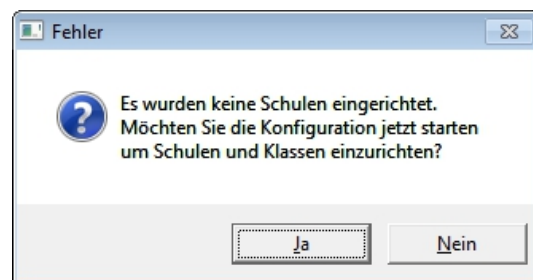 Fehler
Es wurden keine Schulen eingerichtet.
Möchten Sie die Konfiguration jetzt starten
um Schulen und Klassen einzurichten?
Ja
Nein